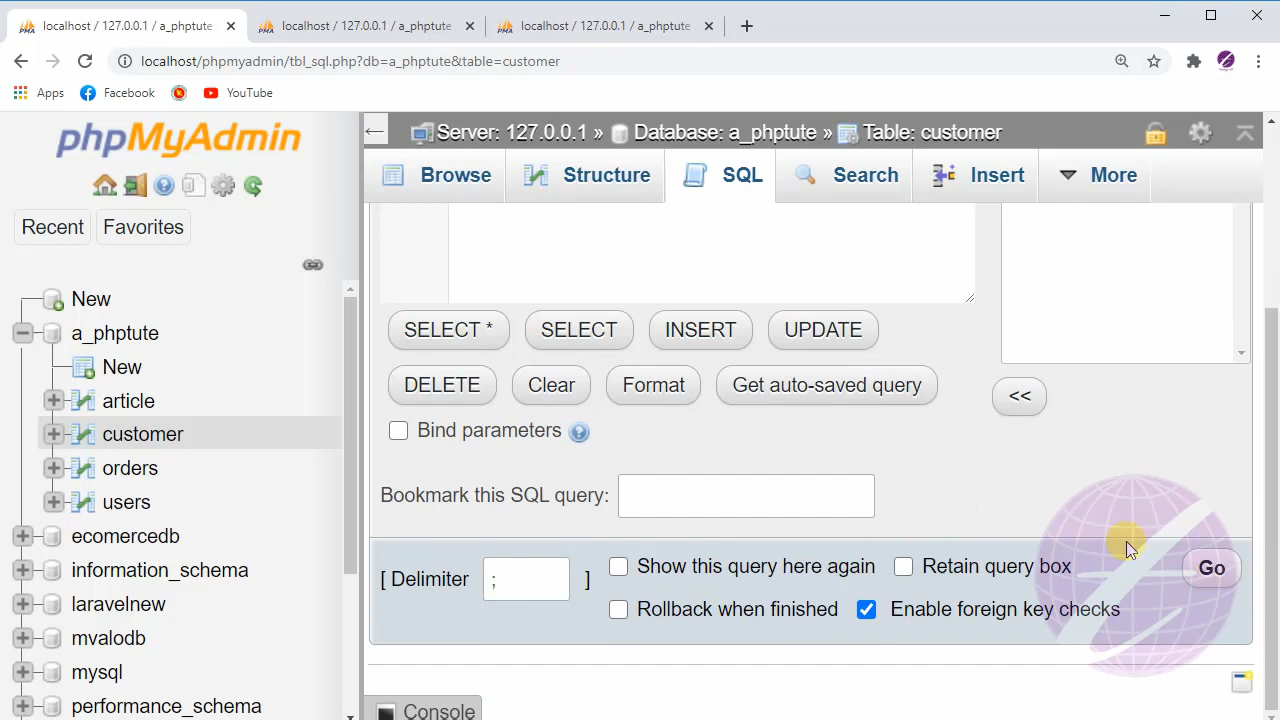 localhost / 127.0.0.1 / a_phptute
localhost / 127.0.0.1 / a_phptute
localhost / 127.0.0.1 / a_phptute
localhost/phpmyadmin/tbl_sql.php?db=a_phptute&table=customer
Apps Facebook YouTube
phpMyAdmin
Recent Favorites
New
a_phptute
New
article
customer
orders
users
ecomercedb
information_schema
laravelnew
mvalodb
mysql
performance_schema
Server: 127.0.0.1 » Database: a_phptute » Table: customer
Browse Structure SQL Search Insert More
SELECT * SELECT INSERT UPDATE
DELETE Clear Format Get auto-saved query
<<
Bind parameters
Bookmark this SQL query:
[ Delimiter ; ] Show this query here again Retain query box
Rollback when finished Enable foreign key checks
Go
Console